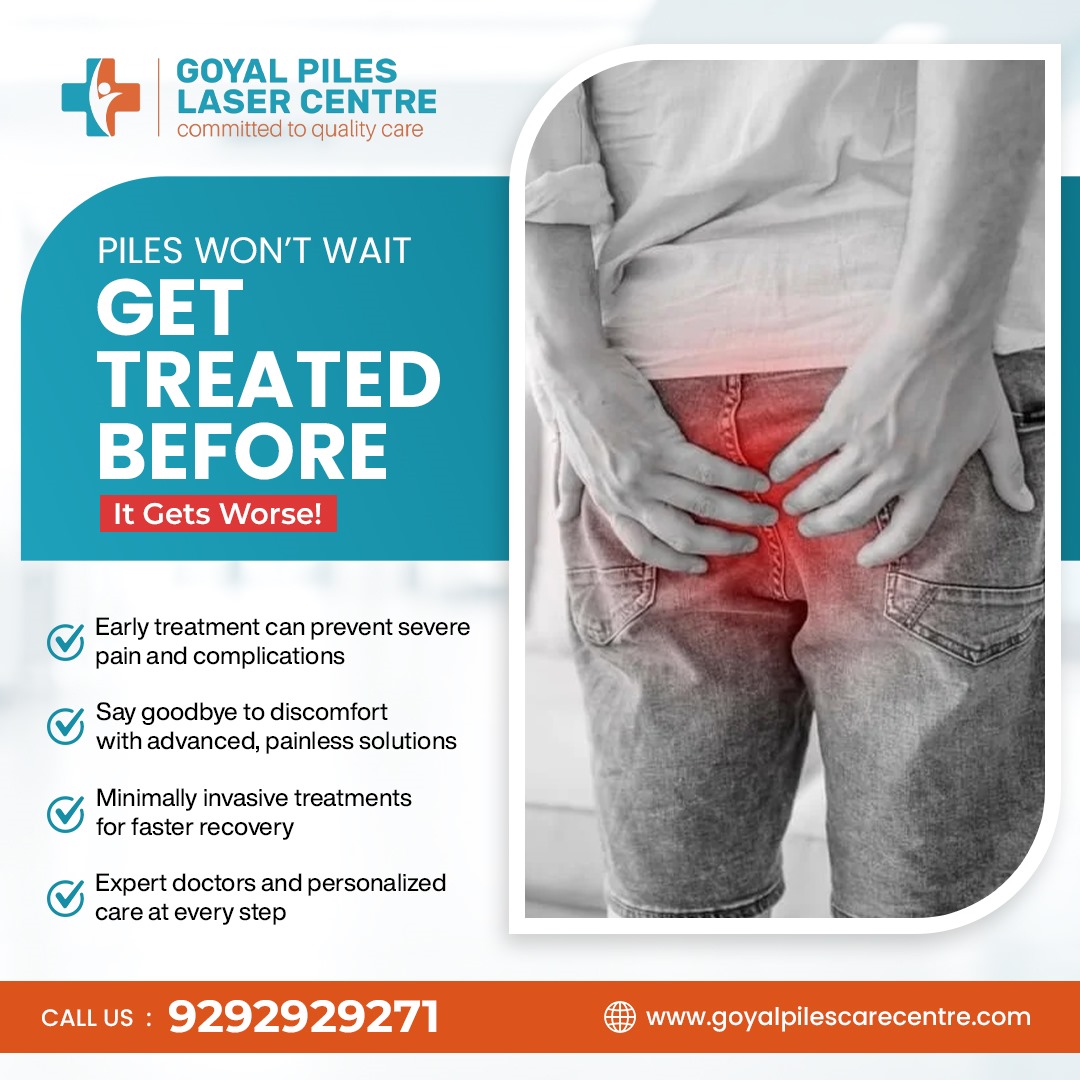 GOYAL PILES
LASER CENTRE
committed to quality care
PILES WON'T WAIT
GET
TREATED
BEFORE
It Gets Worse!
Early treatment can prevent severe
pain and complications
Say goodbye to discomfort
with advanced, painless solutions
Minimally invasive treatments
for faster recovery
Expert doctors and personalized
care at every step
CALL US : 9292929271
www.goyalpilescarecentre.com